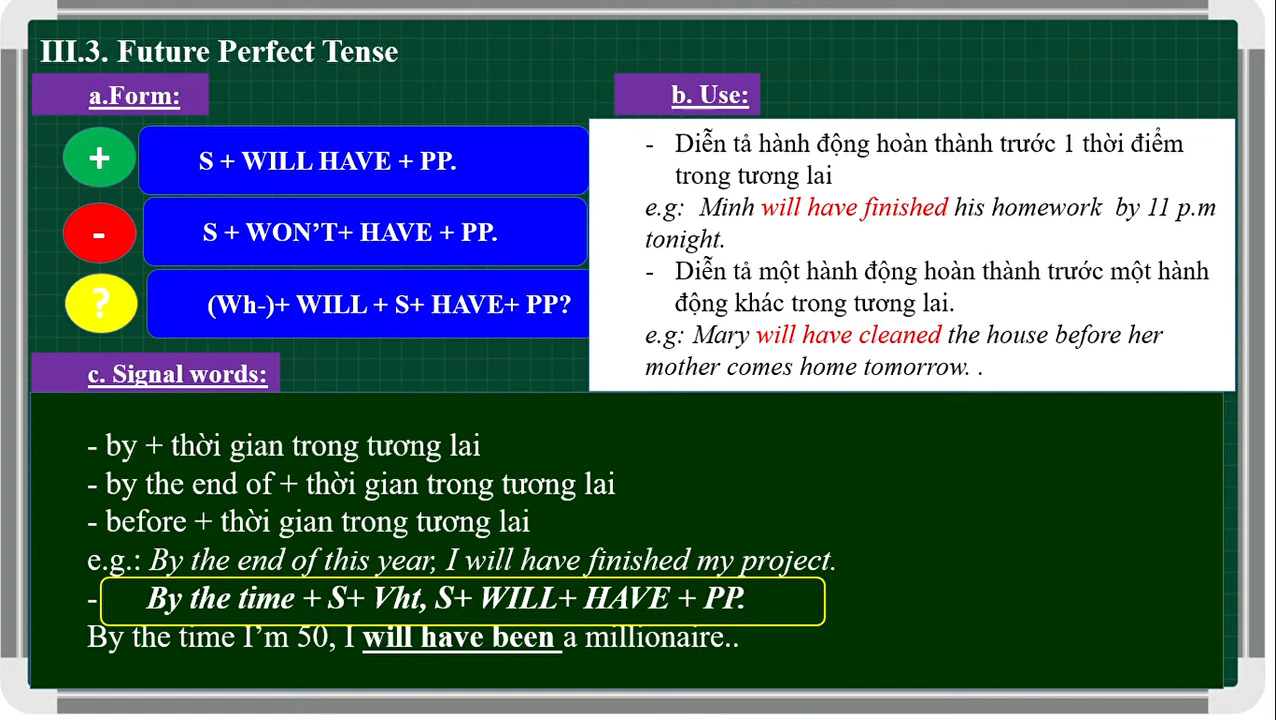 III.3. Future Perfect Tense
a.Form:
+
S + WILL HAVE + PP.
-
S + WON’T+ HAVE + PP.
?
(Wh-)+ WILL + S+ HAVE+ PP?
b. Use:
- Diễn tả hành động hoàn thành trước 1 thời điểm
trong tương lai
e.g: Minh will have finished his homework by 11 p.m
tonight.
- Diễn tả một hành động hoàn thành trước một hành
động khác trong tương lai.
e.g: Mary will have cleaned the house before her
mother comes home tomorrow. .
c. Signal words:
- by + thời gian trong tương lai
- by the end of + thời gian trong tương lai
- before + thời gian trong tương lai
e.g.: By the end of this year, I will have finished my project.
- By the time + S+ Vht, S+ WILL+ HAVE + PP.
By the time I’m 50, I will have been a millionaire..